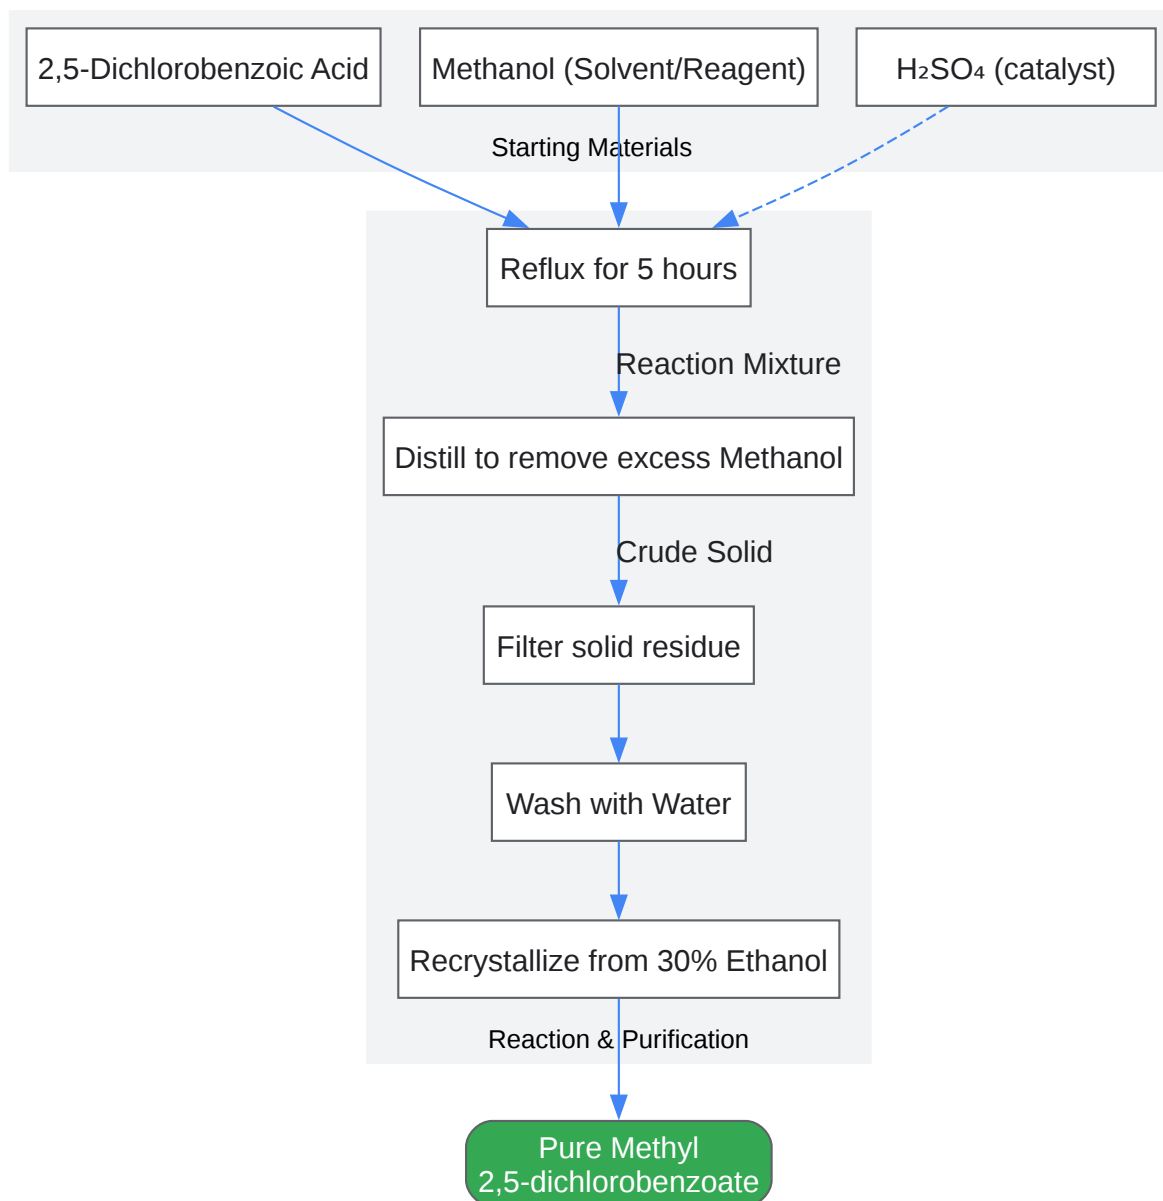 2,5-Dichlorobenzoic Acid
Methanol (Solvent/Reagent)
H₂SO₄ (catalyst)
Starting Materials
Reflux for 5 hours
Reaction Mixture
Distill to remove excess Methanol
Crude Solid
Filter solid residue
Wash with Water
Recrystallize from 30% Ethanol
Reaction & Purification
Pure Methyl
2,5-dichlorobenzoate